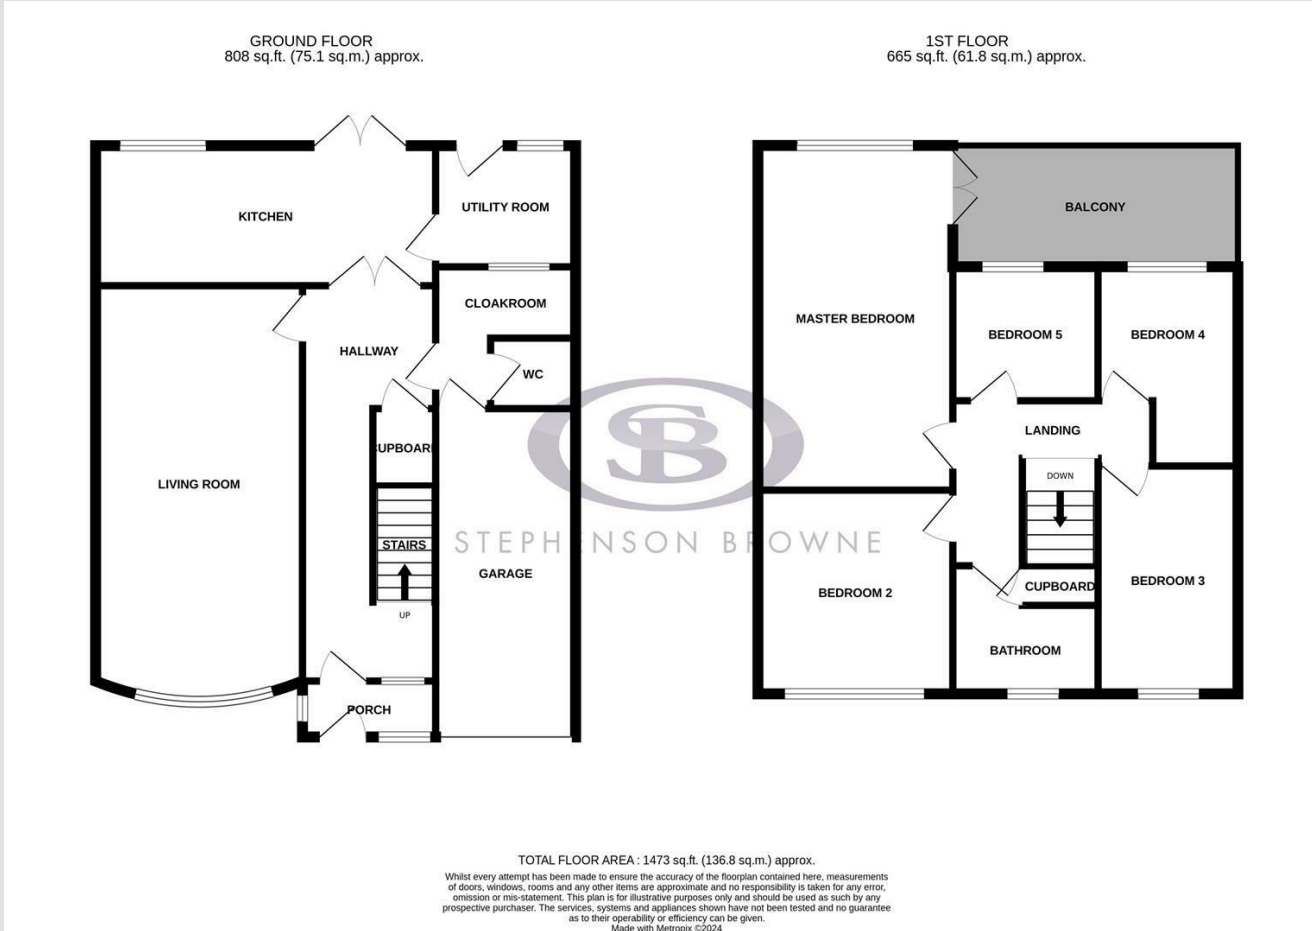 GROUND FLOOR
808 sq.ft. (75.1 sq.m.) approx.
1ST FLOOR
665 sq.ft. (61.8 sq.m.) approx.
KITCHEN
UTILITY ROOM
CLOAKROOM
HALLWAY
WC
CUPBOARD
LIVING ROOM
STAIRS
UP
GARAGE
PORCH
BALCONY
MASTER BEDROOM
BEDROOM 5
BEDROOM 4
LANDING
DOWN
BEDROOM 2
CUPBOARD
BEDROOM 3
BATHROOM
SB
STEPHENSON BROWNE
TOTAL FLOOR AREA : 1473 sq.ft. (136.8 sq.m.) approx.
Whilst every attempt has been made to ensure the accuracy of the floorplan contained here, measurements
of doors, windows, rooms and any other items are approximate and no responsibility is taken for any error,
omission or mis-statement. This plan is for illustrative purposes only and should be used as such by any
prospective purchaser. The services, systems and appliances shown have not been tested and no guarantee
as to their operability or efficiency can be given.
Made with Metropix ©2024